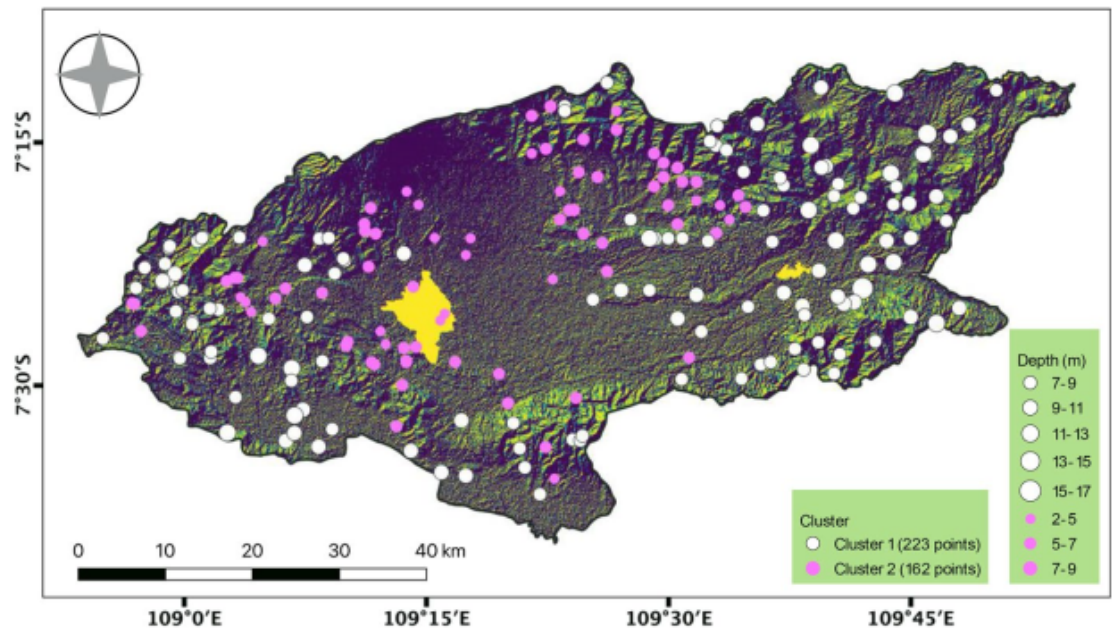 7°15'S
7°30'S
0 10 20 30 40 km
109°0'E 109°15'E 109°30'E 109°45'E
Cluster
Cluster 1 (223 points)
Cluster 2 (162 points)
Depth (m)
7-9
9-11
11-13
13-15
15-17
2-5
5-7
7-9